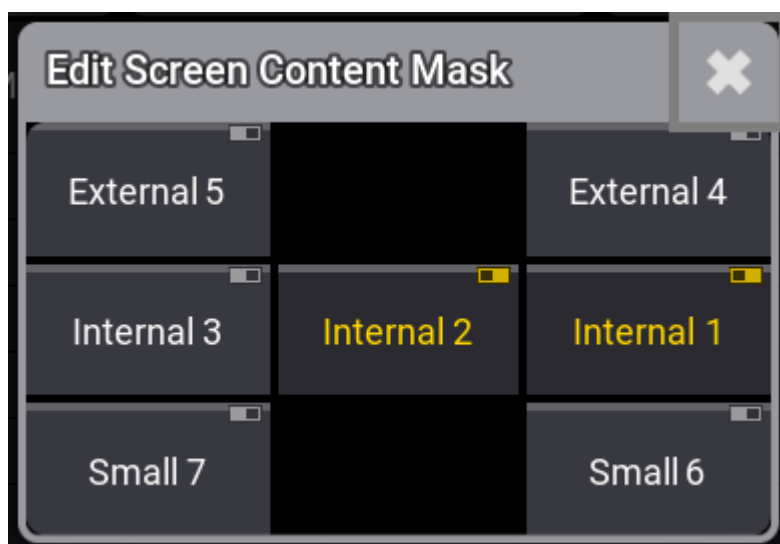 Edit Screen Content Mask
External 5
External 4
Internal 3
Internal 2
Internal 1
Small 7
Small 6